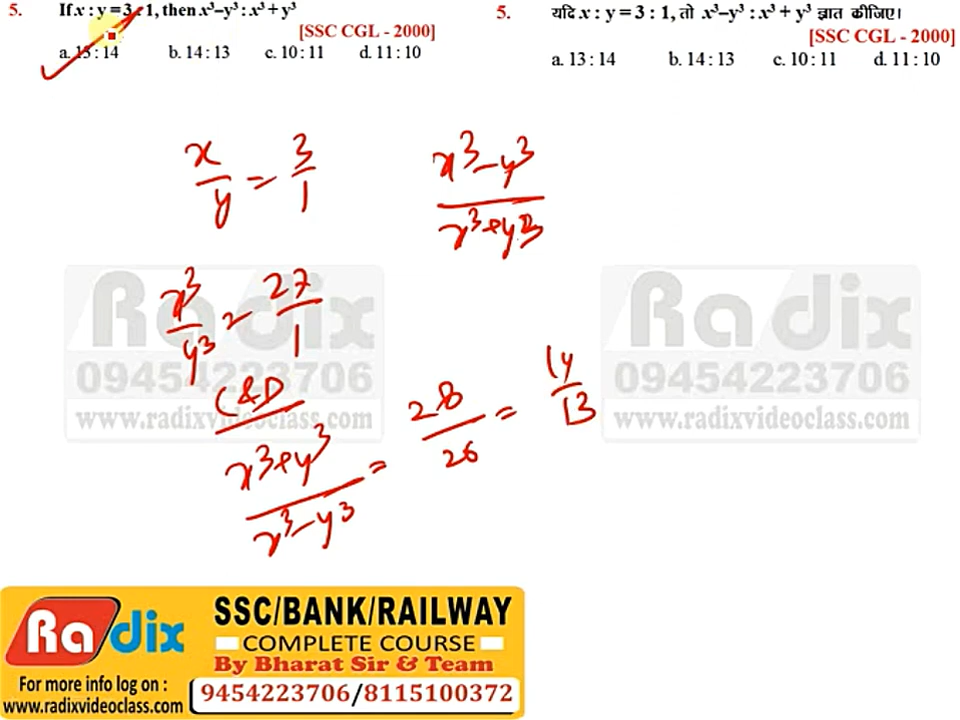 5. If x : y = 3 : 1, then x³–y³ : x³ + y³
[SSC CGL - 2000]
a. 13 : 14 b. 14 : 13 c. 10 : 11 d. 11 : 10
5. यदि x : y = 3 : 1, तो x³–y³ : x³ + y³ ज्ञात कीजिए।
[SSC CGL - 2000]
a. 13 : 14 b. 14 : 13 c. 10 : 11 d. 11 : 10
x/y = 3/1
x³–y³/x³+y³
x³/y³ = 27/1
C&D
x³+y³/x³–y³ = 28/26 = 14/13
Radix
09454223706
www.radixvideoclass.com
Radix
09454223706
www.radixvideoclass.com
Radix
For more info log on :
www.radixvideoclass.com
SSC/BANK/RAILWAY
COMPLETE COURSE
By Bharat Sir & Team
9454223706/8115100372